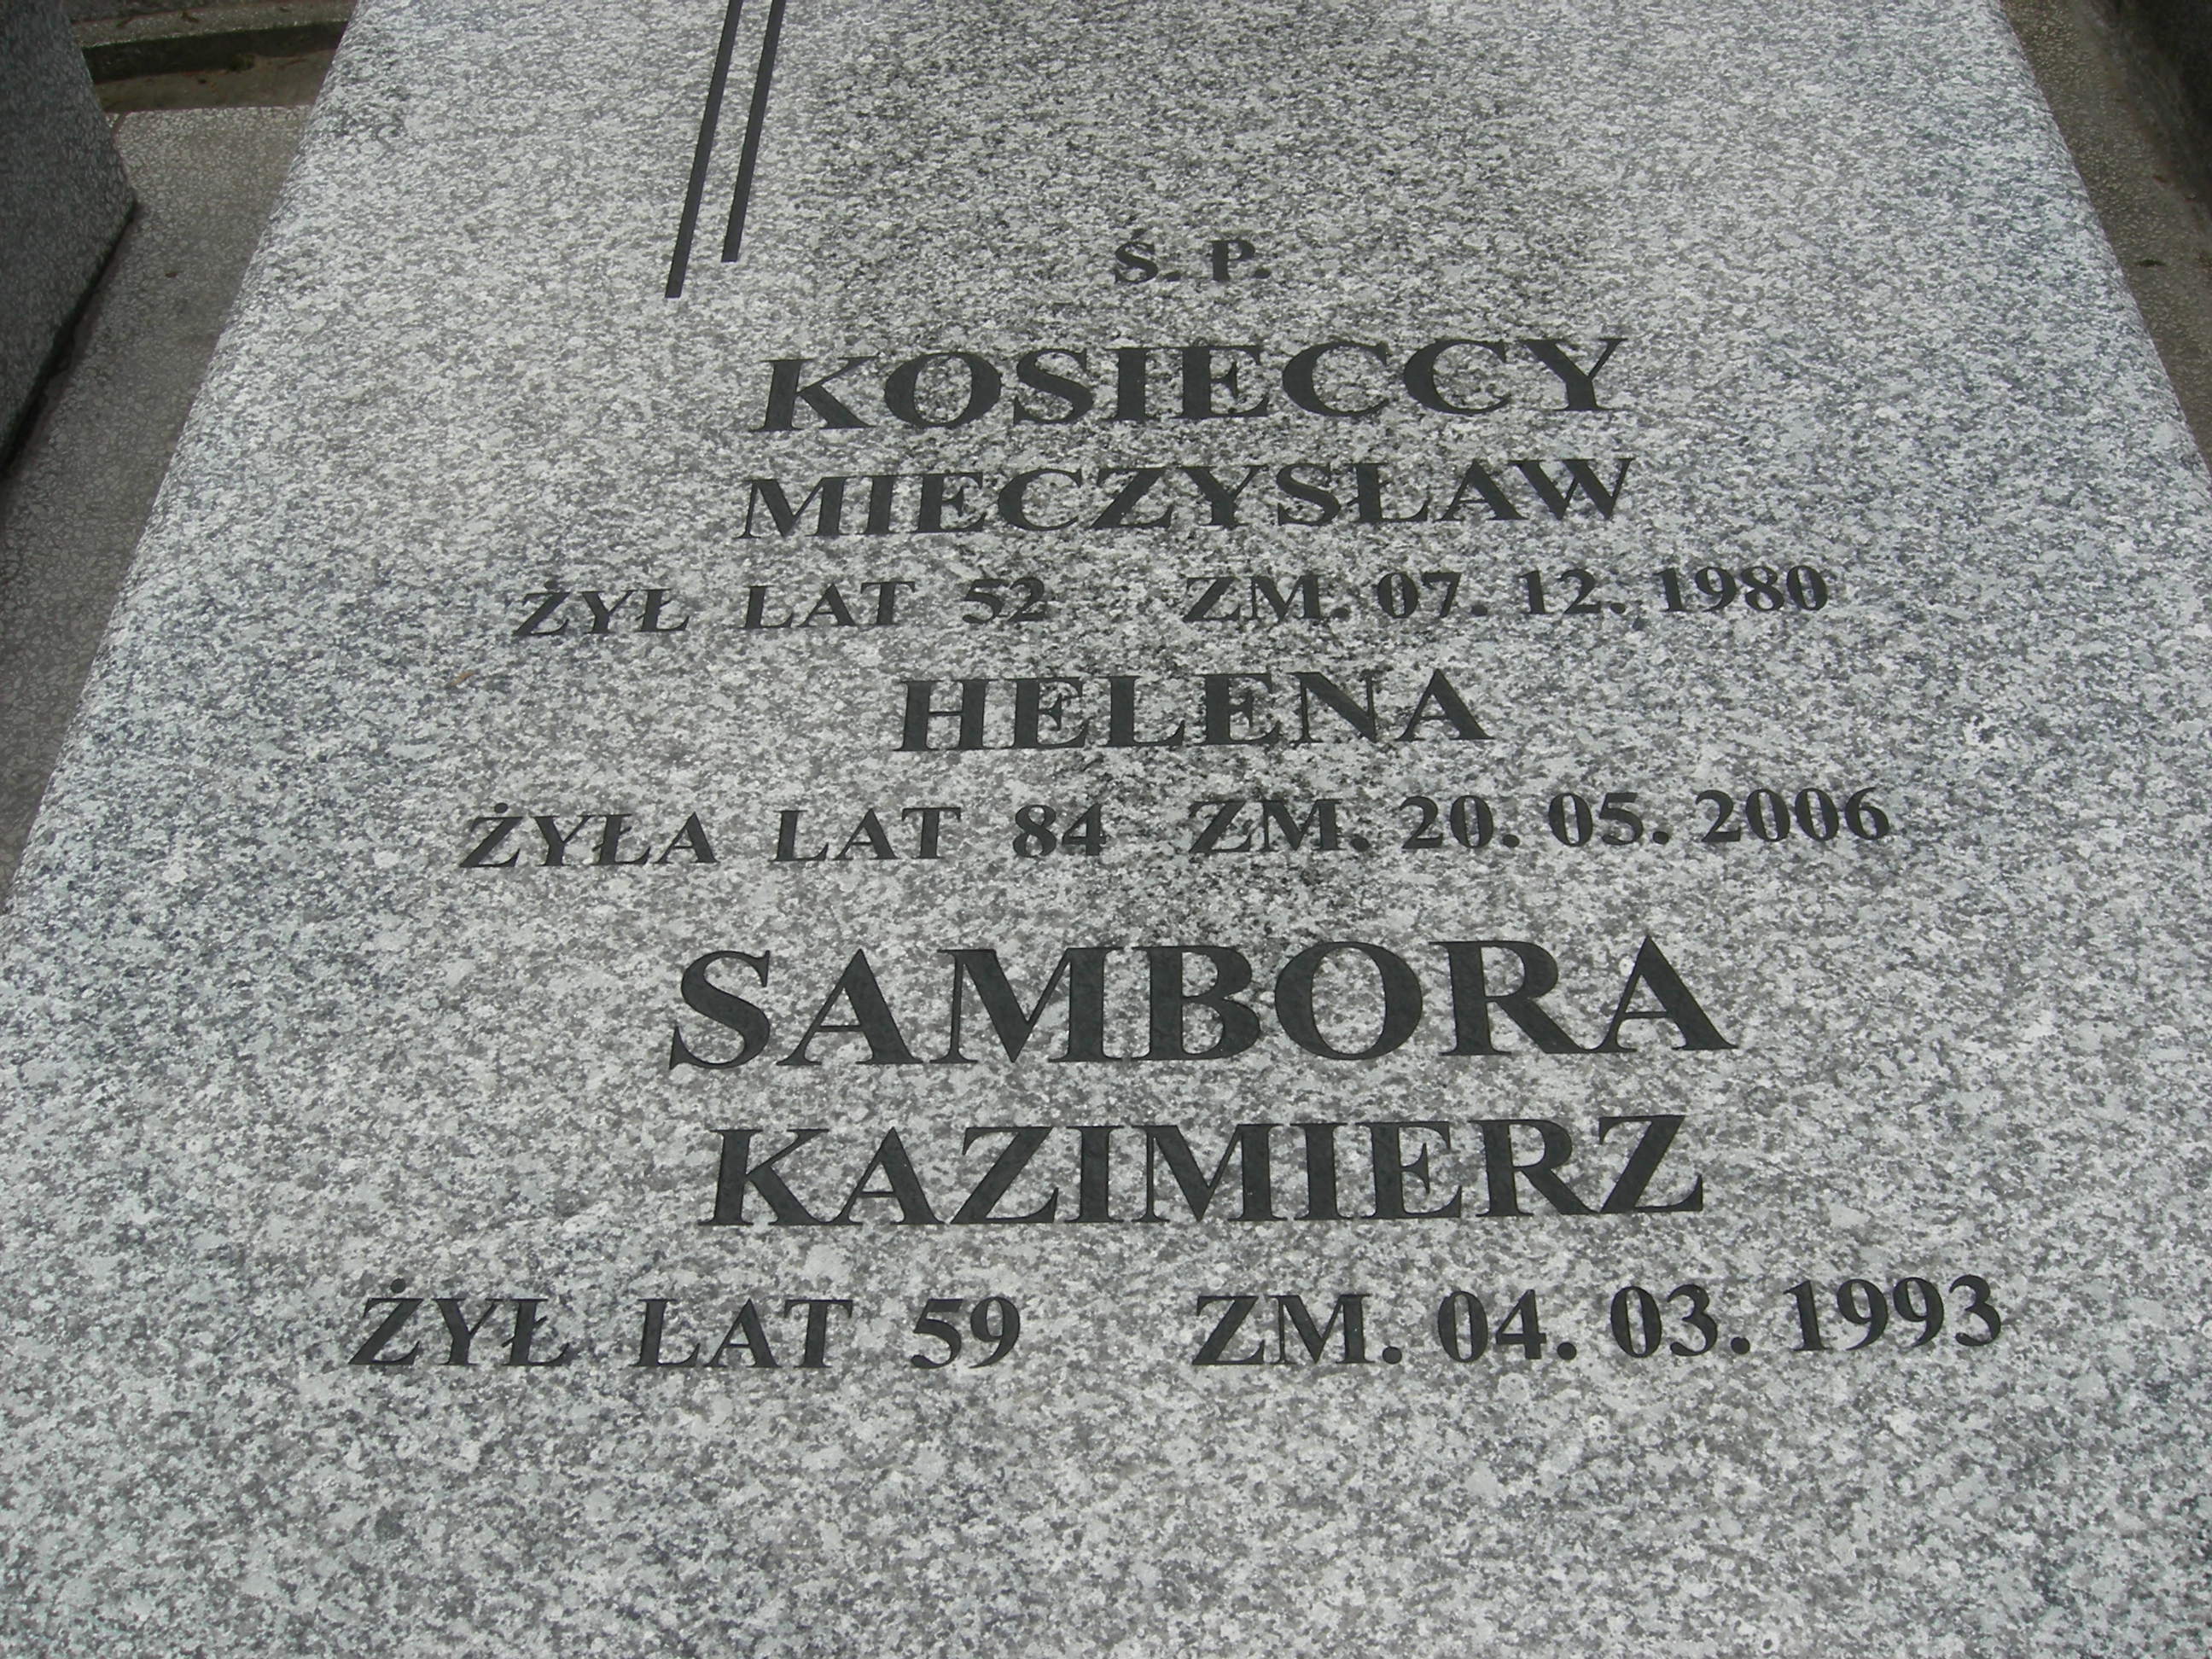 Ś. P.
KOSIECCY
MIECZYSŁAW
ŻYŁ LAT 52 ZM. 07. 12. 1980
HELENA
ŻYŁA LAT 84 ZM. 20. 05. 2006
SAMBORA
KAZIMIERZ
ŻYŁ LAT 59 ZM. 04. 03. 1993